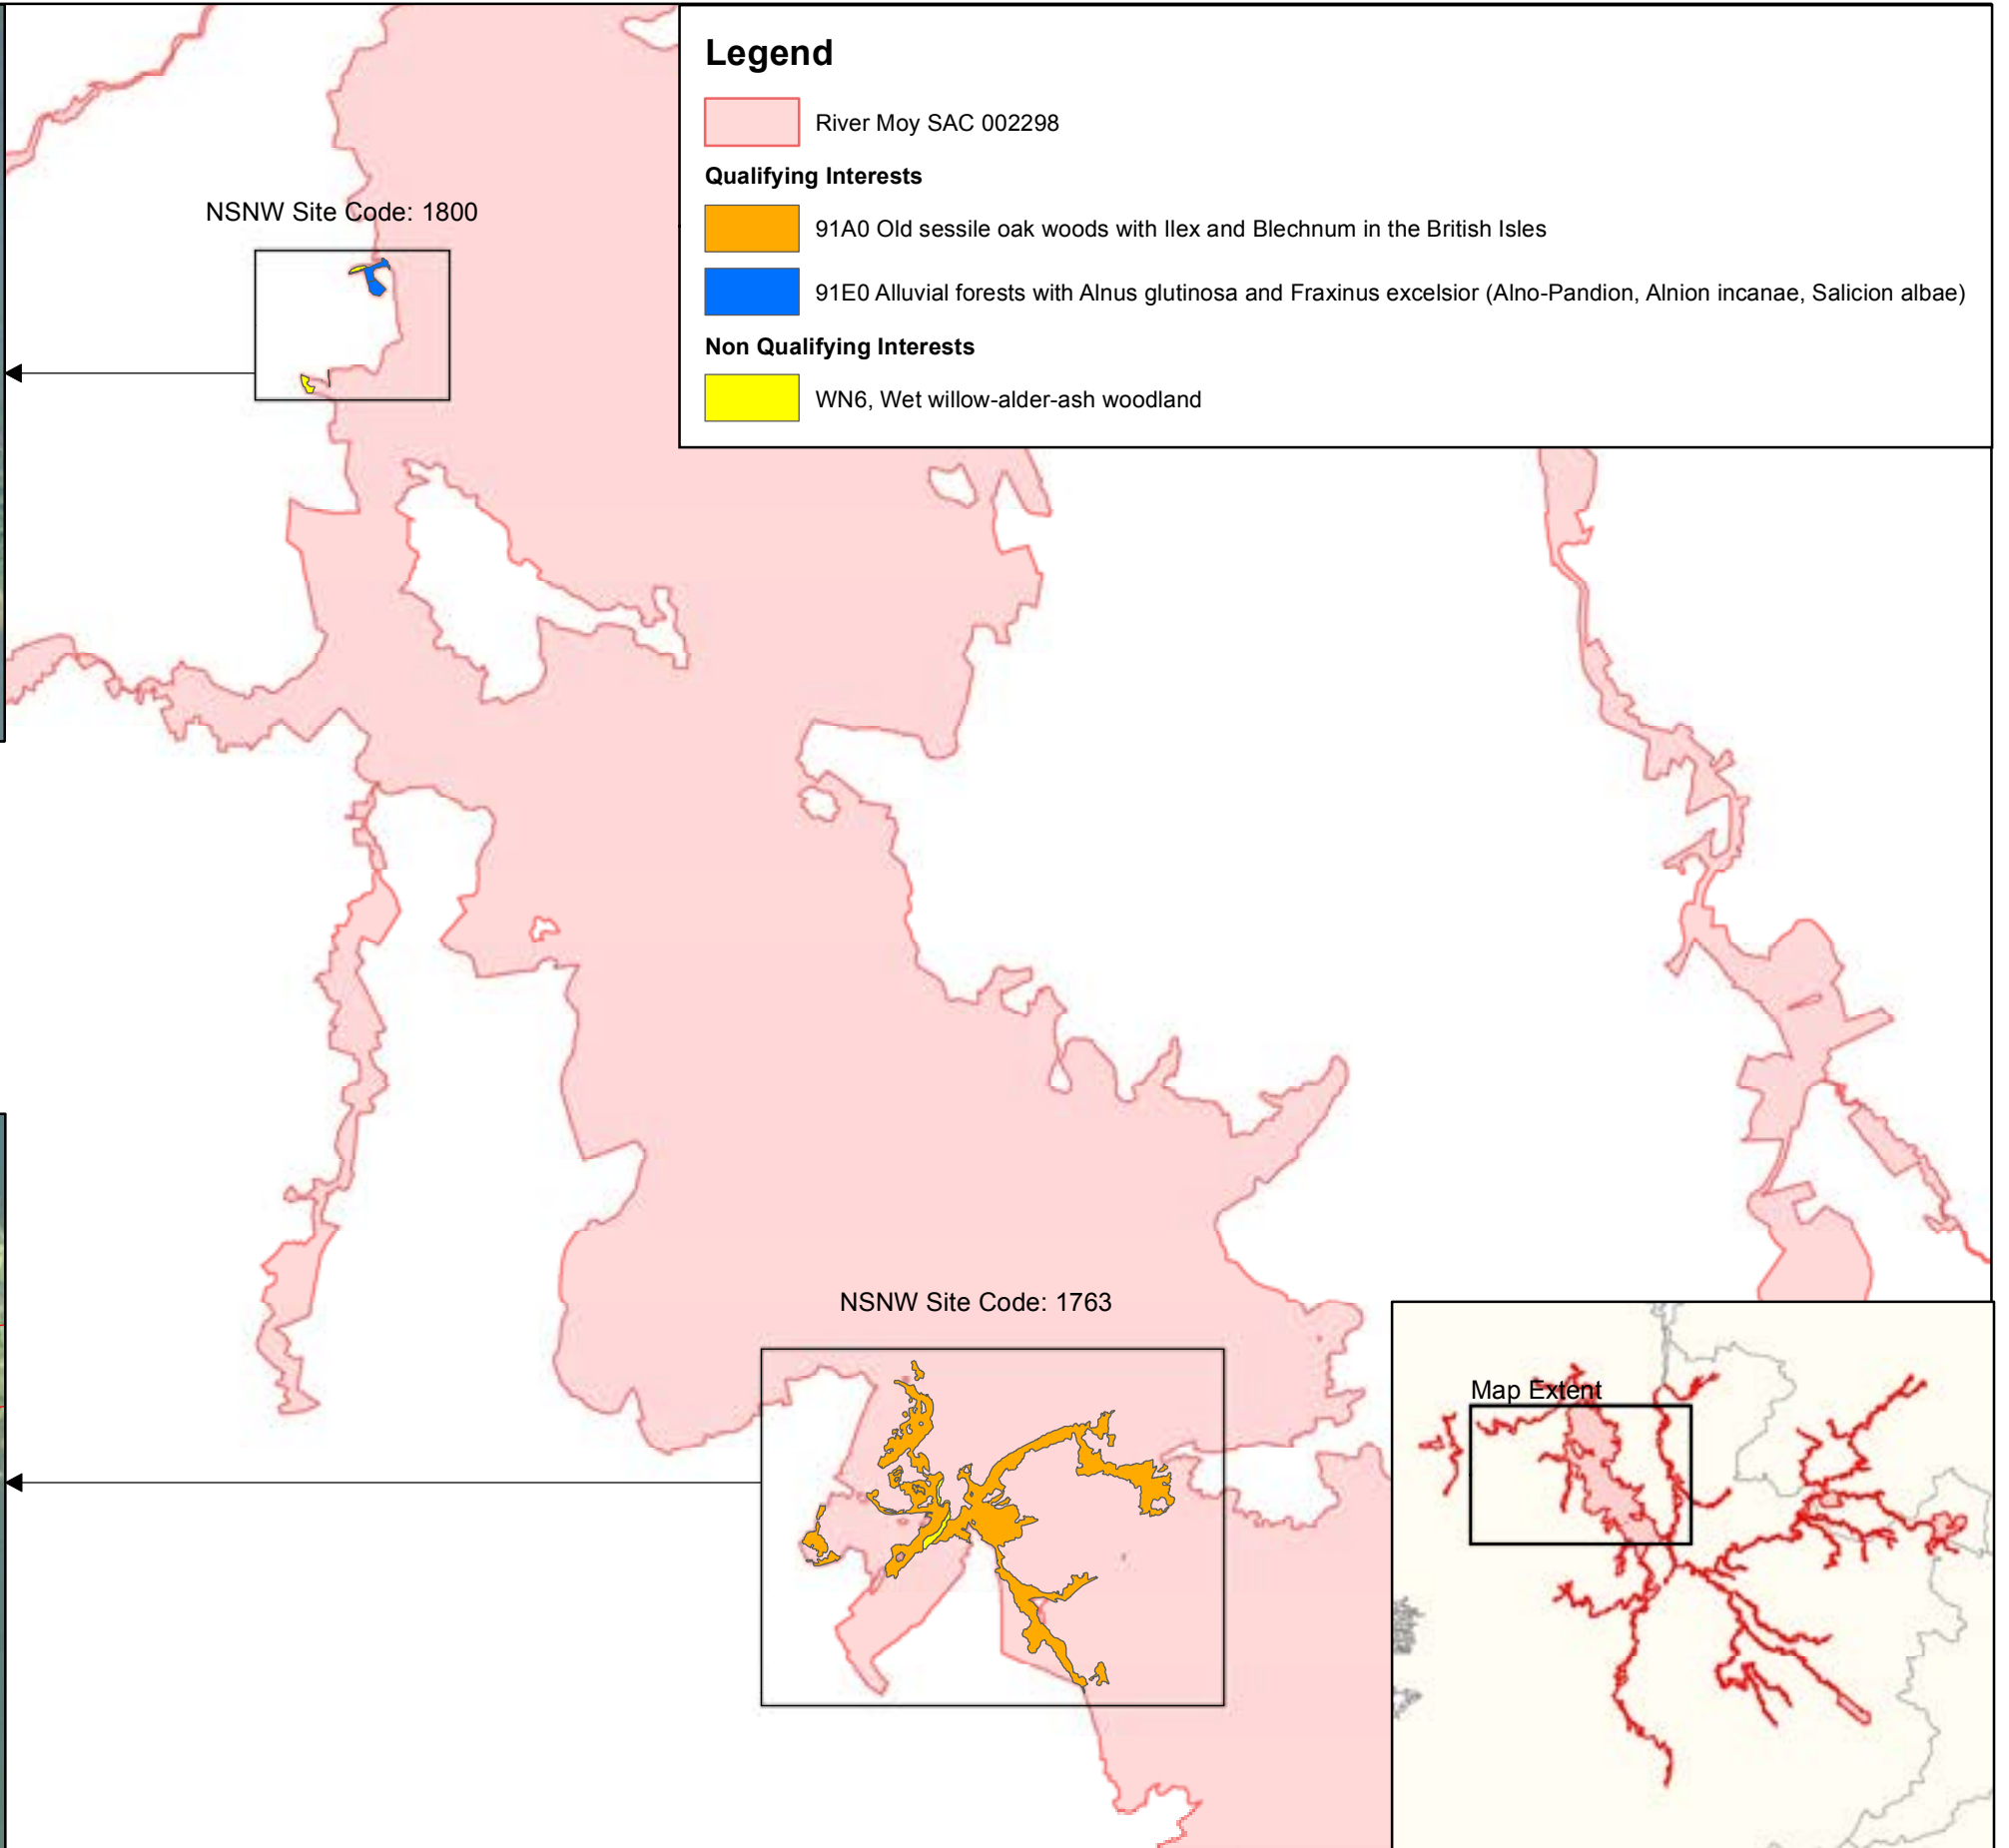 Legend
River Moy SAC 002298
Qualifying Interests
91A0 Old sessile oak woods with Ilex and Blechnum in the British Isles
91E0 Alluvial forests with Alnus glutinosa and Fraxinus excelsior (Alno-Pandion, Alnion incanae, Salicion albae)
Non Qualifying Interests
WN6, Wet willow-alder-ash woodland
NSNW Site Code: 1800
NSNW Site Code: 1763
Map Extent